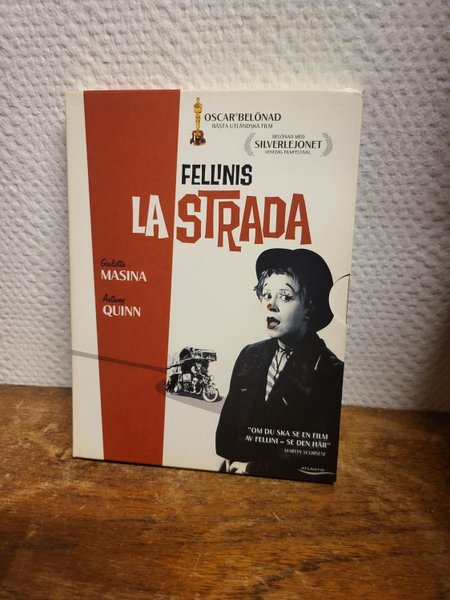 OSCAR®BELÖNAD
BÄSTA UTLÄNDSKA FILM
BELÖNAD MED
SILVERLEJONET
VENEDIG FILMFESTIVAL
FELLINIS
LA STRADA
Giulietta
MASINA
Anthony
QUINN
"OM DU SKA SE EN FILM
AV FELLINI – SE DEN HÄR"
MARTIN SCORSESE
ATLANTIC